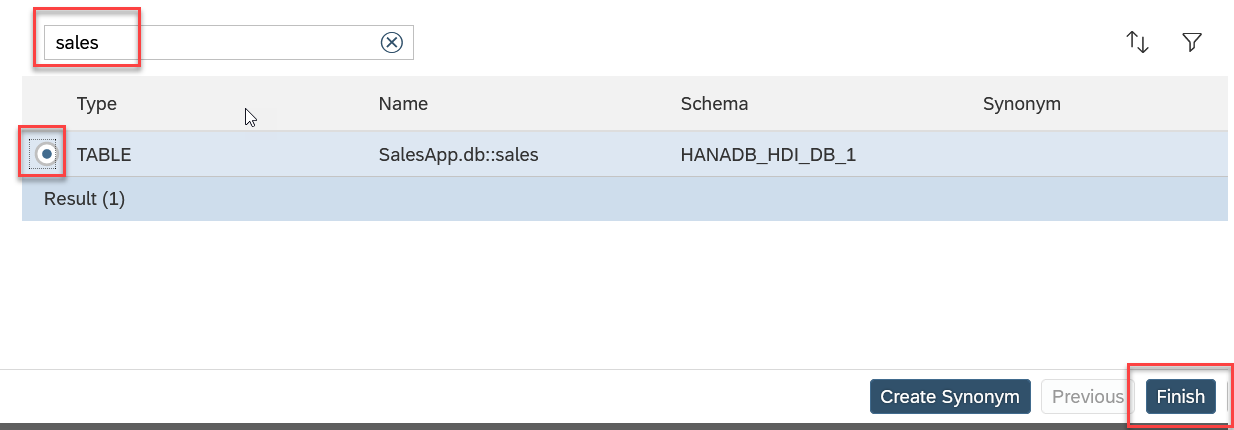 sales
Type Name Schema Synonym
TABLE SalesApp.db::sales HANADB_HDI_DB_1
Result (1)
Create Synonym Previous Finish